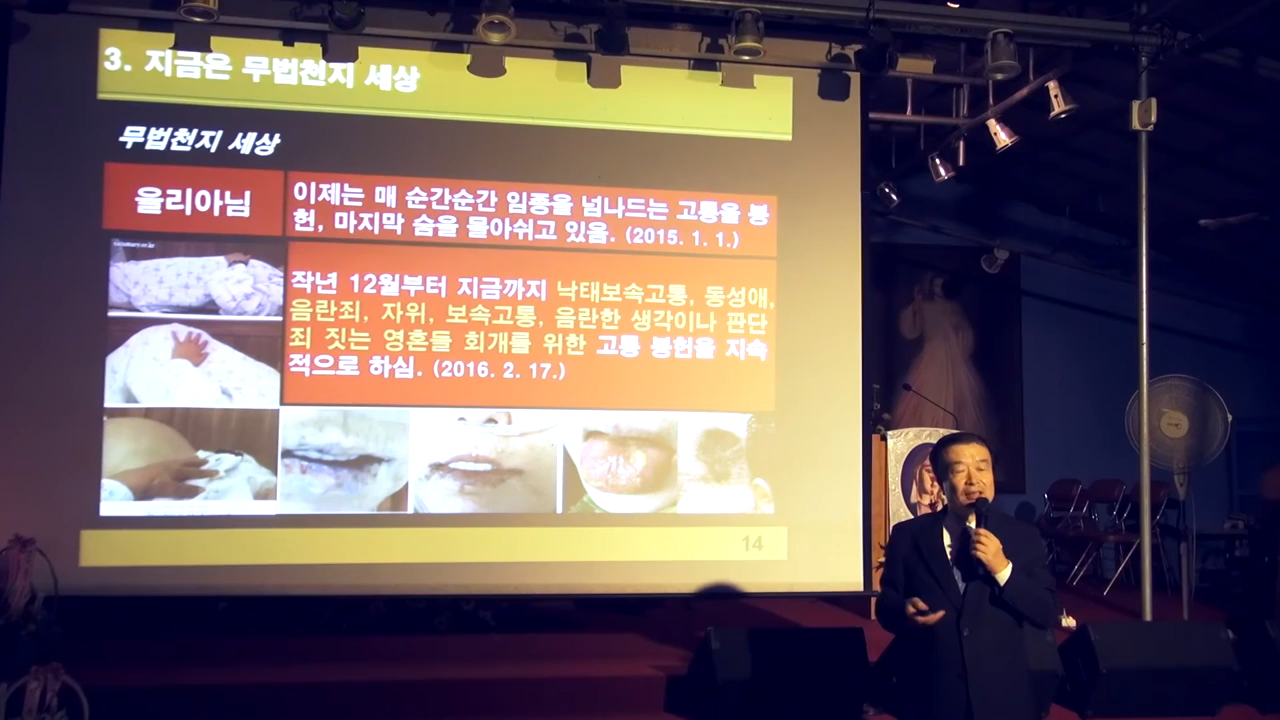 3. 지금은 무법천지 세상
무법천지 세상
율리아님
이제는 매 순간순간 임종을 넘나드는 고통을 봉
헌, 마지막 숨을 몰아쉬고 있음. (2015. 1. 1.)
작년 12월부터 지금까지 낙태보속고통, 동성애,
음란죄, 자위, 보속고통, 음란한 생각이나 판단
죄 짓는 영혼들 회개를 위한 고통 봉헌을 지속
적으로 하심. (2016. 2. 17.)
14